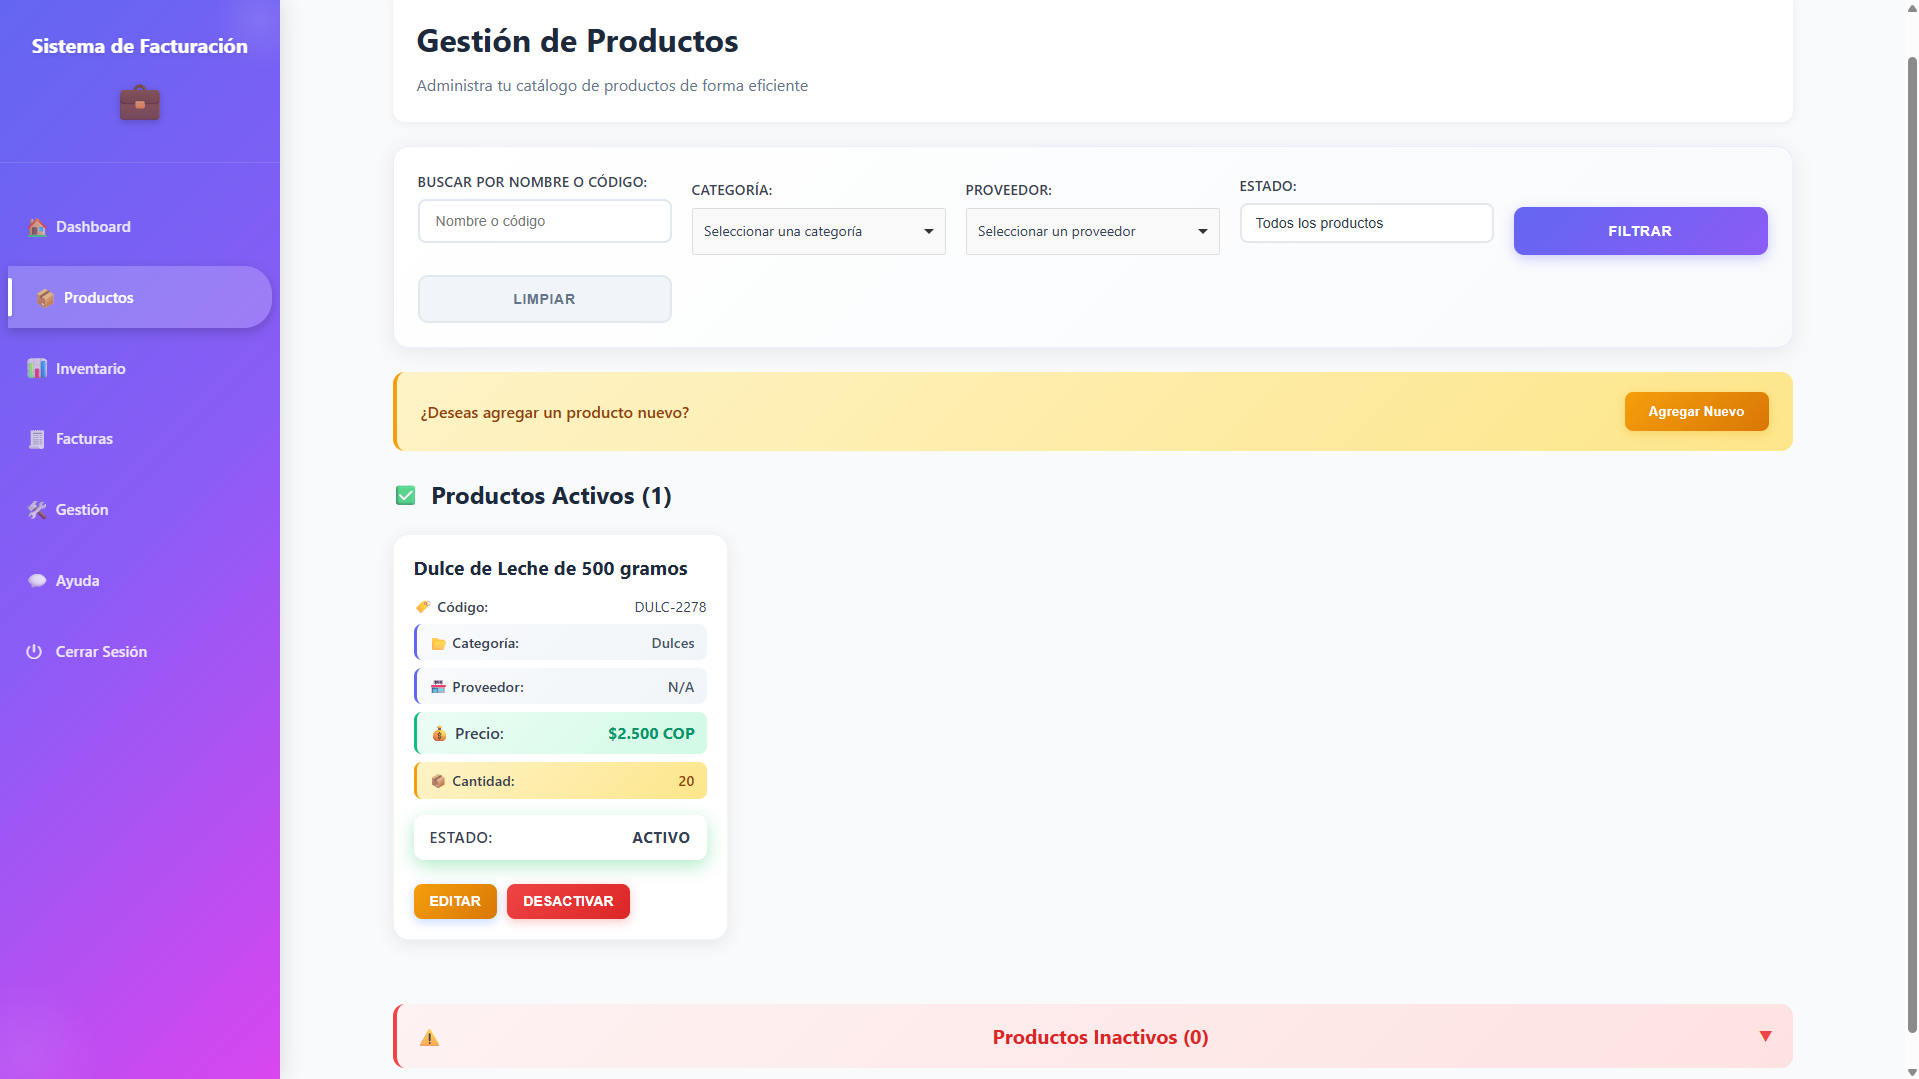 Sistema de Facturación
Dashboard
Productos
Inventario
Facturas
Gestión
Ayuda
Cerrar Sesión
Gestión de Productos
Administra tu catálogo de productos de forma eficiente
BUSCAR POR NOMBRE O CÓDIGO:
Nombre o código
CATEGORÍA:
Seleccionar una categoría
PROVEEDOR:
Seleccionar un proveedor
ESTADO:
Todos los productos
FILTRAR
LIMPIAR
¿Deseas agregar un producto nuevo?
Agregar Nuevo
Productos Activos (1)
Dulce de Leche de 500 gramos
Código: DULC-2278
Categoría: Dulces
Proveedor: N/A
Precio: $2.500 COP
Cantidad: 20
ESTADO: ACTIVO
EDITAR DESACTIVAR
Productos Inactivos (0)